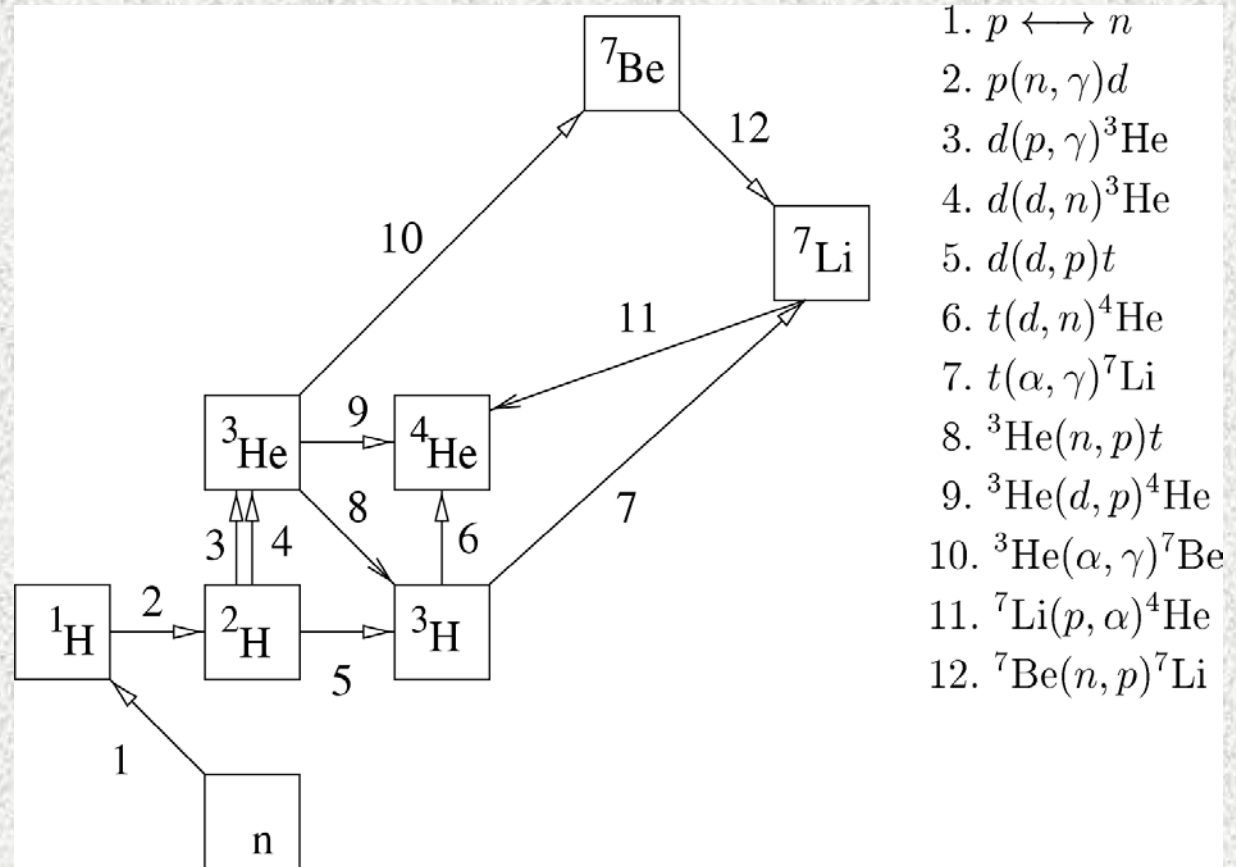 ⁷Be
12
10
⁷Li
11
³He
9
⁴He
8
7
3
4
6
¹H
2
²H
5
³H
1
n
1. p ⟷ n
2. p(n, γ)d
3. d(p, γ)³He
4. d(d, n)³He
5. d(d, p)t
6. t(d, n)⁴He
7. t(α, γ)⁷Li
8. ³He(n, p)t
9. ³He(d, p)⁴He
10. ³He(α, γ)⁷Be
11. ⁷Li(p, α)⁴He
12. ⁷Be(n, p)⁷Li